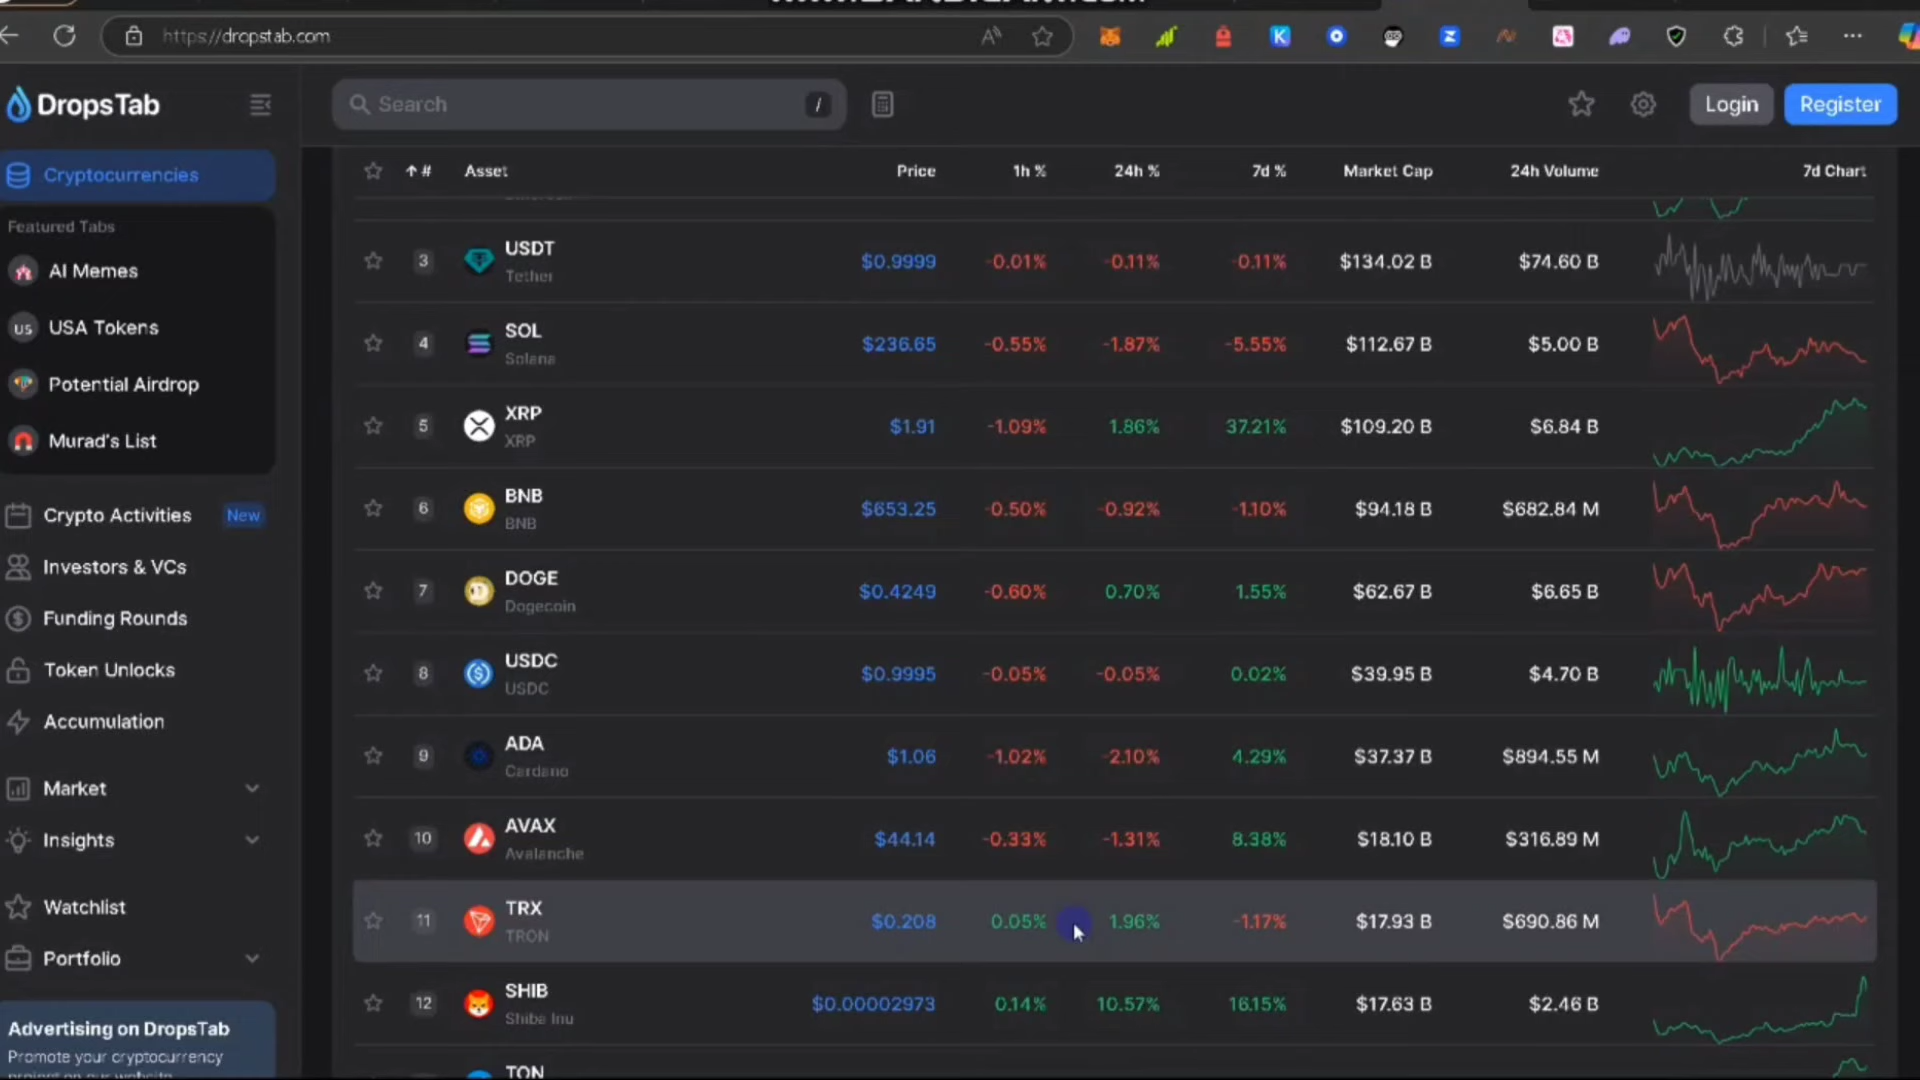 https://dropstab.com
DropsTab
Search
/
Login
Register
Cryptocurrencies
Featured Tabs
AI Memes
US USA Tokens
Potential Airdrop
Murad's List
Crypto Activities New
Investors & VCs
Funding Rounds
Token Unlocks
Accumulation
Market
Insights
Watchlist
Portfolio
Advertising on DropsTab
Promote your cryptocurrency
project on our website
# Asset Price 1h % 24h % 7d % Market Cap 24h Volume 7d Chart
3 USDT $0.9999 -0.01% -0.11% -0.11% $134.02 B $74.60 B
Tether
4 SOL $236.65 -0.55% -1.87% -5.55% $112.67 B $5.00 B
Solana
5 XRP $1.91 -1.09% 1.86% 37.21% $109.20 B $6.84 B
XRP
6 BNB $653.25 -0.50% -0.92% -1.10% $94.18 B $682.84 M
BNB
7 DOGE $0.4249 -0.60% 0.70% 1.55% $62.67 B $6.65 B
Dogecoin
8 USDC $0.9995 -0.05% -0.05% 0.02% $39.95 B $4.70 B
USDC
9 ADA $1.06 -1.02% -2.10% 4.29% $37.37 B $894.55 M
Cardano
10 AVAX $44.14 -0.33% -1.31% 8.38% $18.10 B $316.89 M
Avalanche
11 TRX $0.208 0.05% 1.96% -1.17% $17.93 B $690.86 M
TRON
12 SHIB $0.00002973 0.14% 10.57% 16.15% $17.63 B $2.46 B
Shiba Inu
TON